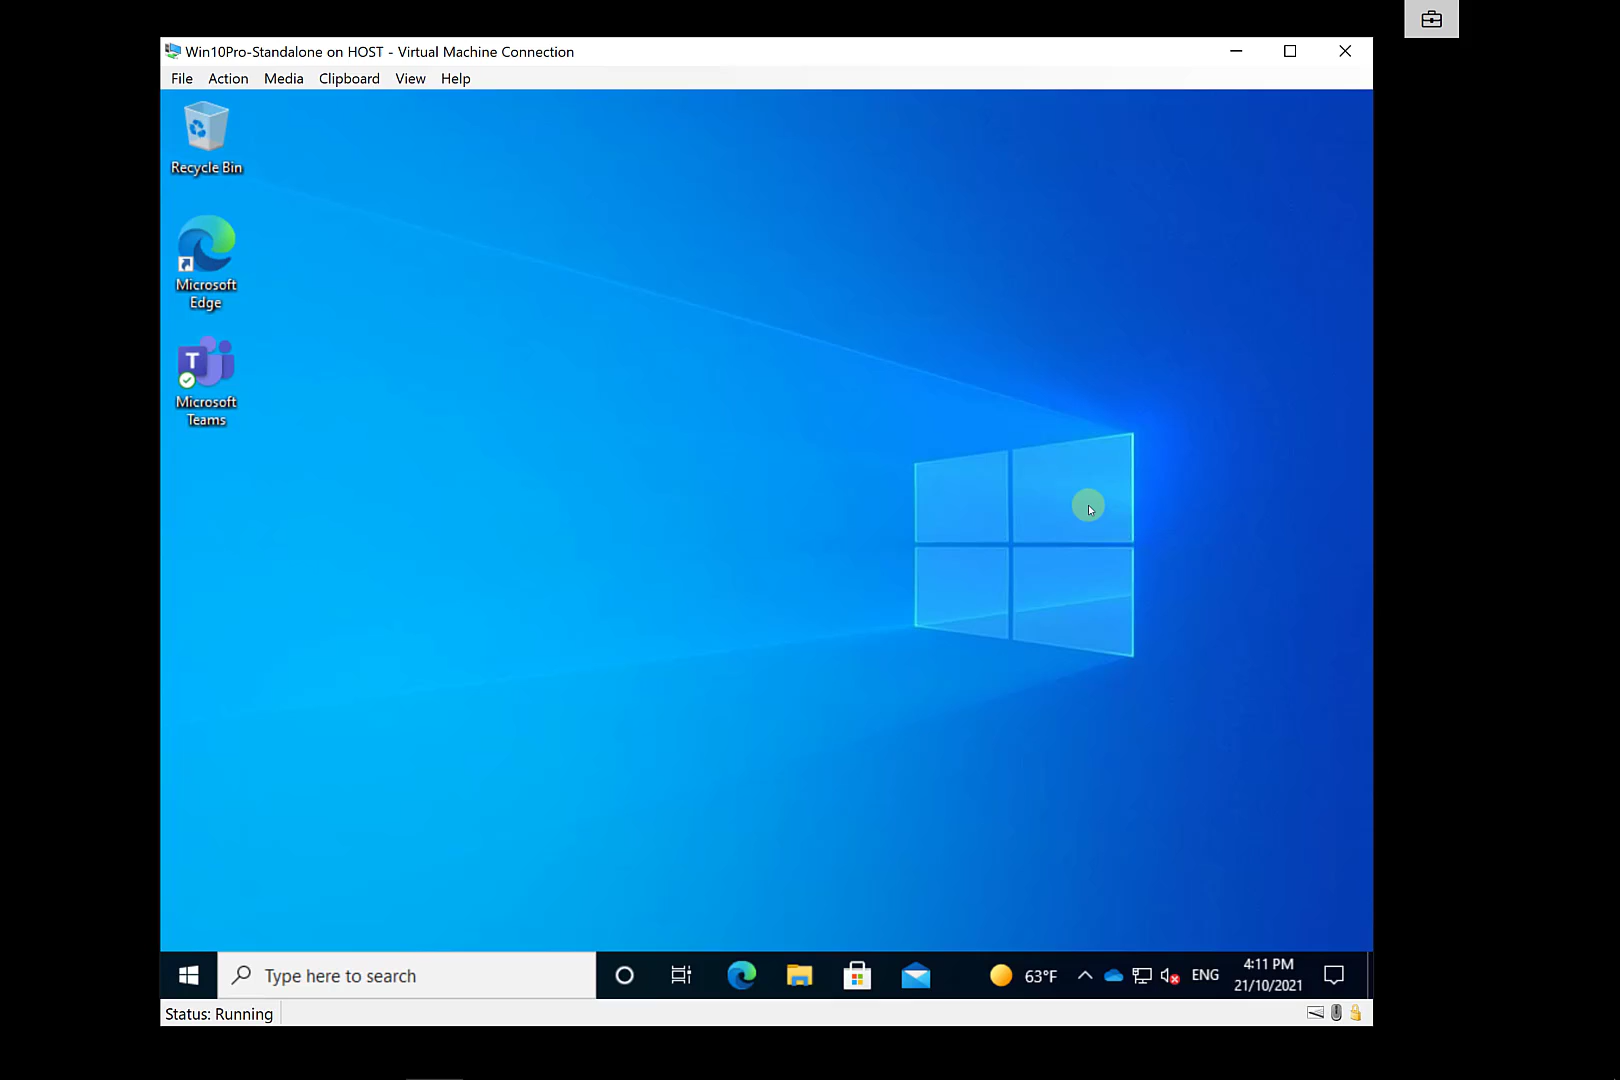 Win10Pro-Standalone on HOST - Virtual Machine Connection
File Action Media Clipboard View Help
Recycle Bin
Microsoft
Edge
T
Microsoft
Teams
Type here to search
63°F
ENG
4:11 PM
21/10/2021
Status: Running